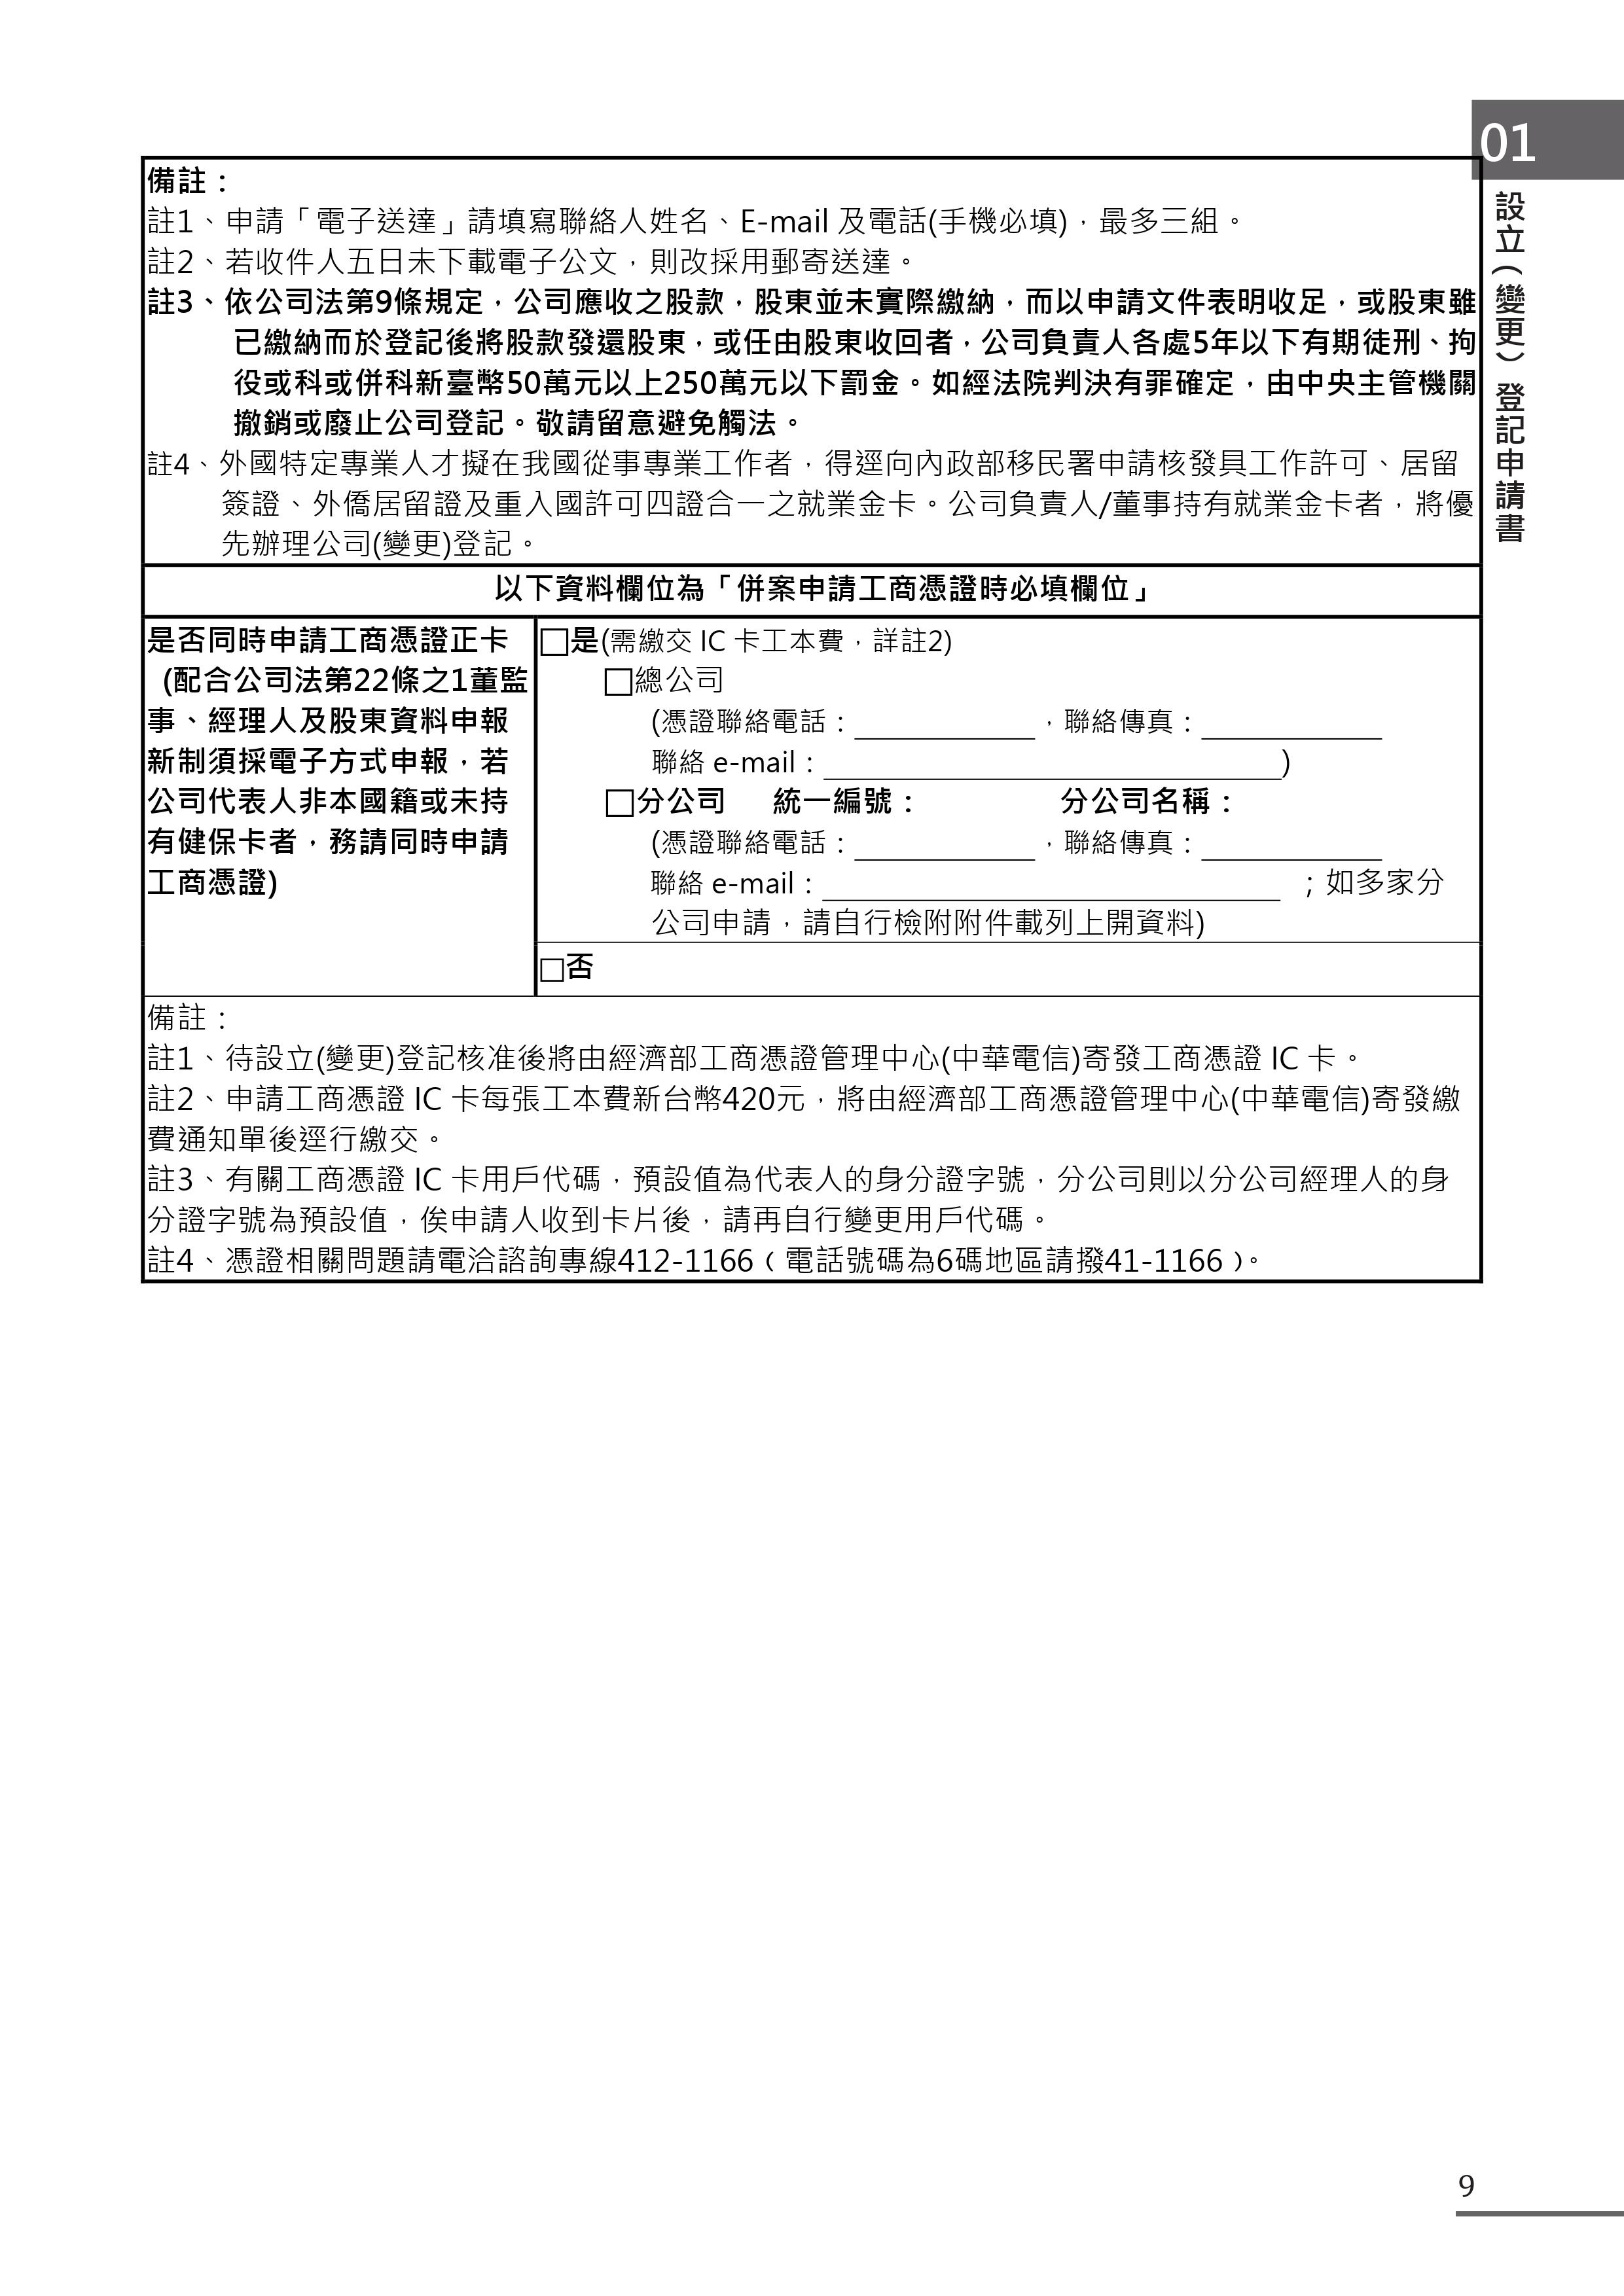 01
設立（變更）登記申請書
備註：
註1、申請「電子送達」請填寫聯絡人姓名、E-mail 及電話(手機必填)，最多三組。
註2、若收件人五日未下載電子公文，則改採用郵寄送達。
註3、依公司法第9條規定，公司應收之股款，股東並未實際繳納，而以申請文件表明收足，或股東雖
已繳納而於登記後將股款發還股東，或任由股東收回者，公司負責人各處5年以下有期徒刑、拘
役或科或併科新臺幣50萬元以上250萬元以下罰金。如經法院判決有罪確定，由中央主管機關
撤銷或廢止公司登記。敬請留意避免觸法。
註4、外國特定專業人才擬在我國從事專業工作者，得逕向內政部移民署申請核發具工作許可、居留
簽證、外僑居留證及重入國許可四證合一之就業金卡。公司負責人/董事持有就業金卡者，將優
先辦理公司(變更)登記。
以下資料欄位為「併案申請工商憑證時必填欄位」
是否同時申請工商憑證正卡
(配合公司法第22條之1董監
事、經理人及股東資料申報
新制須採電子方式申報，若
公司代表人非本國籍或未持
有健保卡者，務請同時申請
工商憑證)
□是(需繳交 IC 卡工本費，詳註2)
□總公司
(憑證聯絡電話：____________，聯絡傳真：____________
聯絡 e-mail：______________________________)
□分公司　統一編號：　　　　　分公司名稱：
(憑證聯絡電話：____________，聯絡傳真：____________
聯絡 e-mail：______________________________　；如多家分
公司申請，請自行檢附附件載列上開資料)
□否
備註：
註1、待設立(變更)登記核准後將由經濟部工商憑證管理中心(中華電信)寄發工商憑證 IC 卡。
註2、申請工商憑證 IC 卡每張工本費新台幣420元，將由經濟部工商憑證管理中心(中華電信)寄發繳
費通知單後逕行繳交。
註3、有關工商憑證 IC 卡用戶代碼，預設值為代表人的身分證字號，分公司則以分公司經理人的身
分證字號為預設值，俟申請人收到卡片後，請再自行變更用戶代碼。
註4、憑證相關問題請電洽諮詢專線412-1166（電話號碼為6碼地區請撥41-1166）。
9